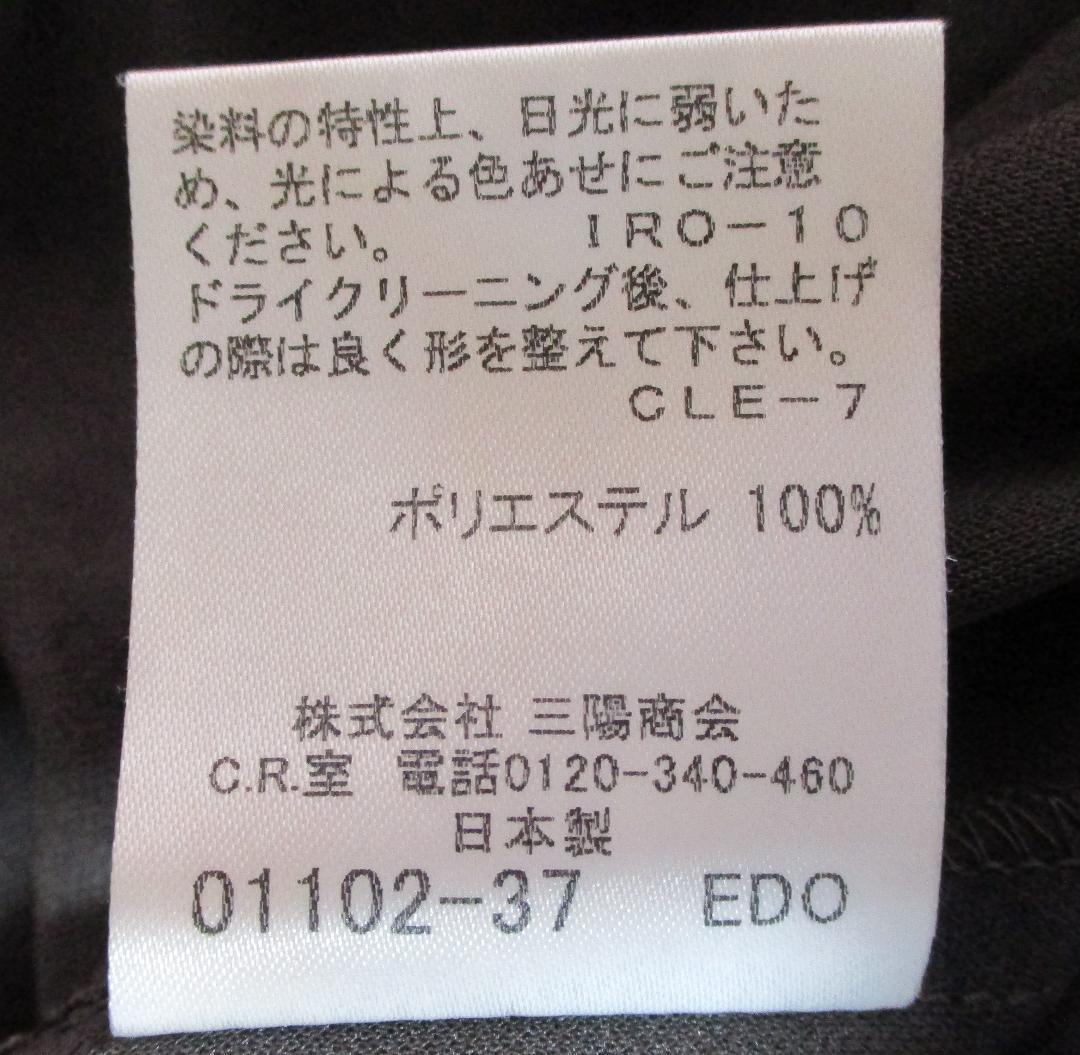 染料の特性上、日光に弱いた
め、光による色あせにご注意
ください。 IRO-10
ドライクリーニング後、仕上げ
の際は良く形を整えて下さい。
CLE-7
ポリエステル 100%
株式会社 三陽商会
C.R.室 電話0120-340-460
日本製
01102-37 EDO